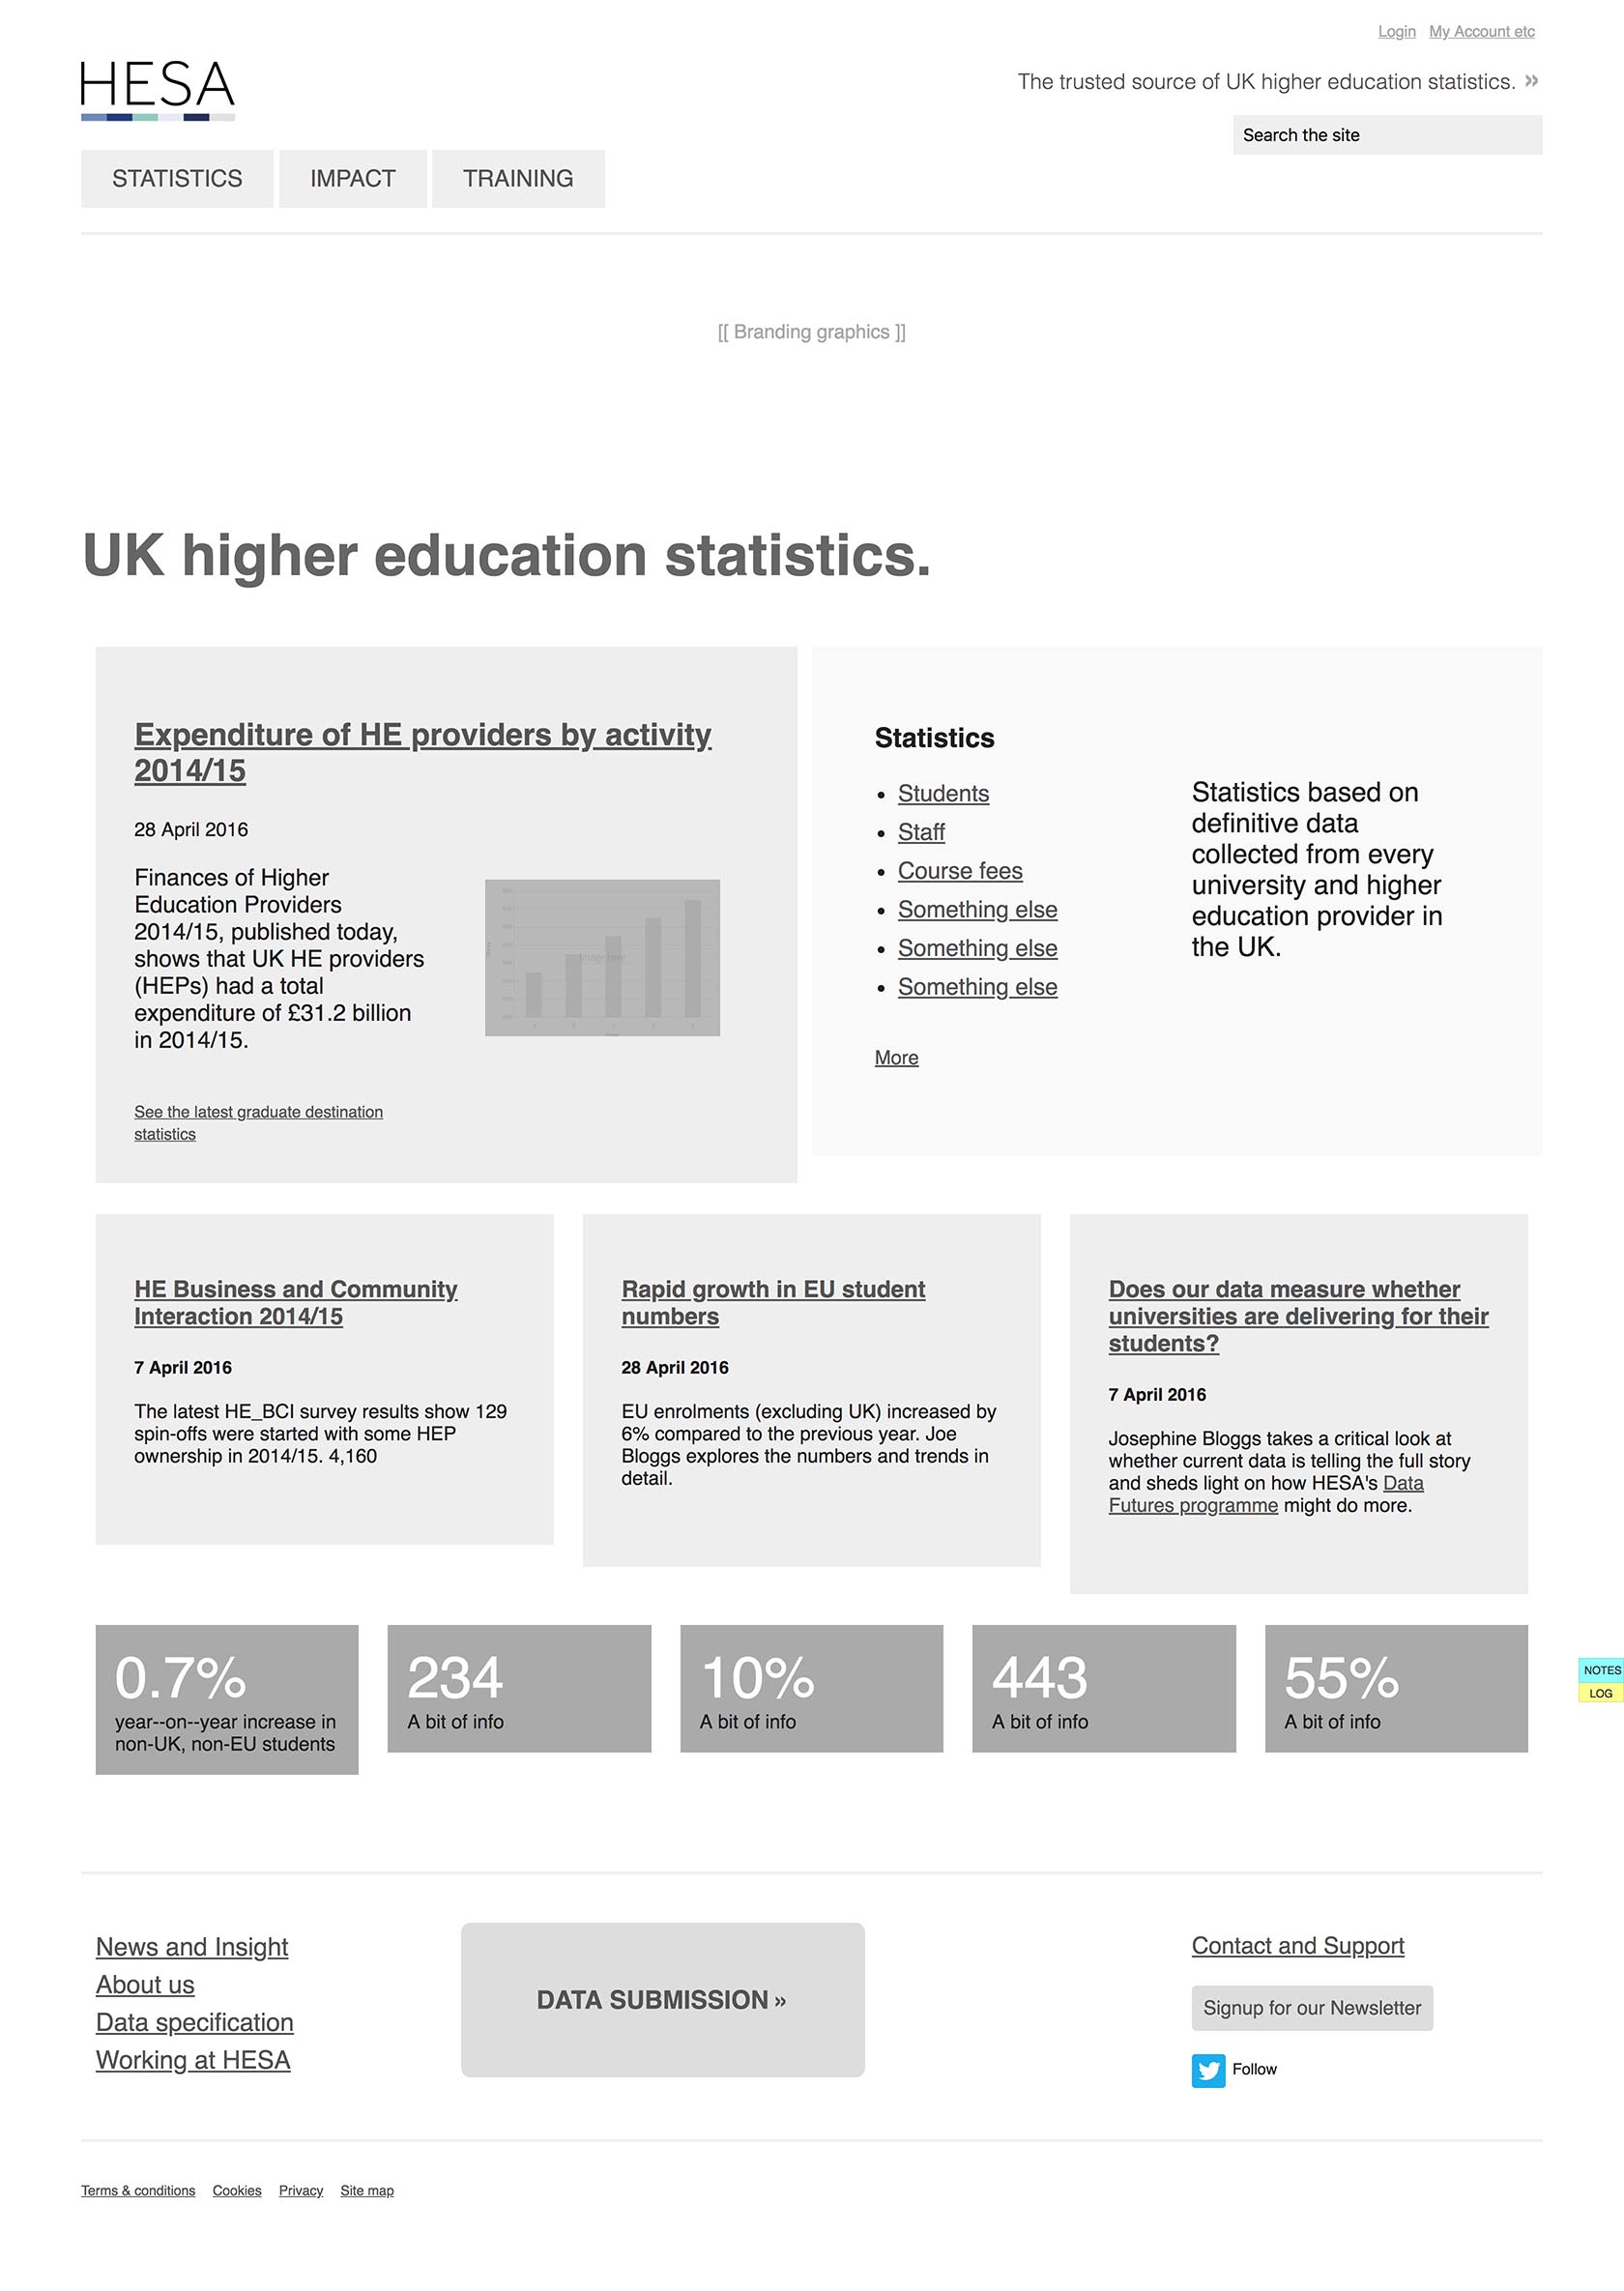 Login My Account etc
HESA
The trusted source of UK higher education statistics. »
Search the site
STATISTICS IMPACT TRAINING
[[ Branding graphics ]]
UK higher education statistics.
Expenditure of HE providers by activity
2014/15
28 April 2016
Finances of Higher
Education Providers
2014/15, published today,
shows that UK HE providers
(HEPs) had a total
expenditure of £31.2 billion
in 2014/15.
See the latest graduate destination
statistics
Statistics
• Students
• Staff
• Course fees
• Something else
• Something else
• Something else
More
Statistics based on
definitive data
collected from every
university and higher
education provider in
the UK.
HE Business and Community
Interaction 2014/15
7 April 2016
The latest HE_BCI survey results show 129
spin-offs were started with some HEP
ownership in 2014/15. 4,160
Rapid growth in EU student
numbers
28 April 2016
EU enrolments (excluding UK) increased by
6% compared to the previous year. Joe
Bloggs explores the numbers and trends in
detail.
Does our data measure whether
universities are delivering for their
students?
7 April 2016
Josephine Bloggs takes a critical look at
whether current data is telling the full story
and sheds light on how HESA's Data
Futures programme might do more.
0.7%
year--on--year increase in
non-UK, non-EU students
234
A bit of info
10%
A bit of info
443
A bit of info
55%
A bit of info
NOTES
LOG
News and Insight
About us
Data specification
Working at HESA
DATA SUBMISSION »
Contact and Support
Signup for our Newsletter
Follow
Terms & conditions Cookies Privacy Site map